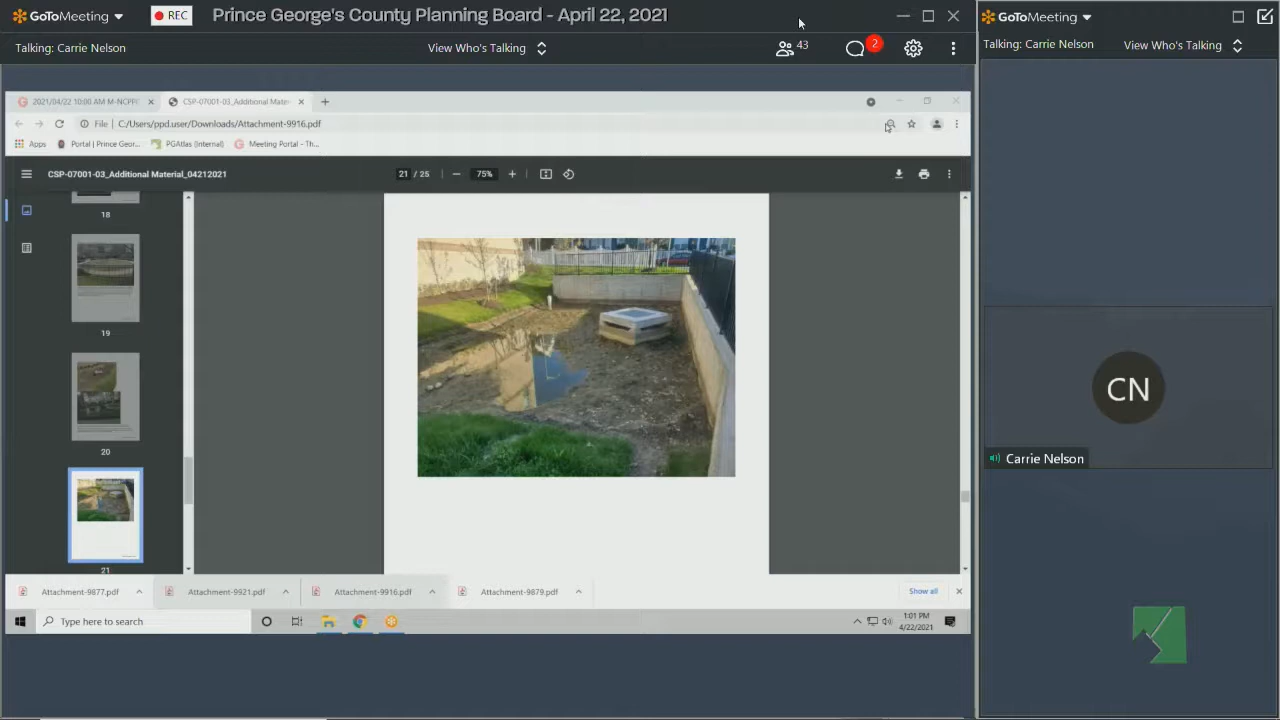 GoToMeeting
REC
Prince George's County Planning Board - April 22, 2021
Talking: Carrie Nelson
View Who's Talking
43
2
2021/04/22 10:00 AM M-NCPP
CSP-07001-03_Additional Mate
File
C:/Users/ppd.user/Downloads/Attachment-9916.pdf
Apps
Portal | Prince Geor...
PGAtlas (Internal)
Meeting Portal - Th...
CSP-07001-03_Additional Material_04212021
21 / 25
75%
18
19
20
21
Attachment-9877.pdf
Attachment-9921.pdf
Attachment-9916.pdf
Attachment-9879.pdf
Show all
Type here to search
1:01 PM
4/22/2021
GoToMeeting
Talking: Carrie Nelson
View Who's Talking
CN
Carrie Nelson